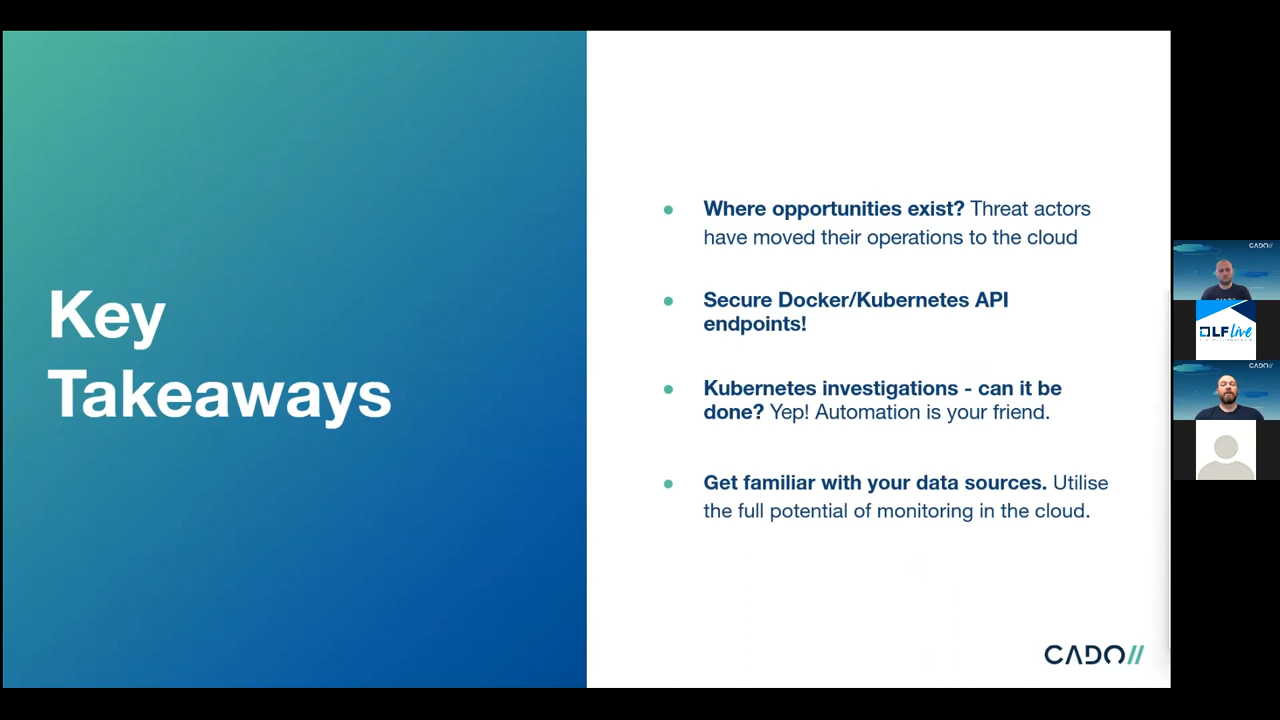 Key
Takeaways
Where opportunities exist? Threat actors
have moved their operations to the cloud
Secure Docker/Kubernetes API
endpoints!
Kubernetes investigations - can it be
done? Yep! Automation is your friend.
Get familiar with your data sources. Utilise
the full potential of monitoring in the cloud.
CADO//
CADO//
LF live
CADO//